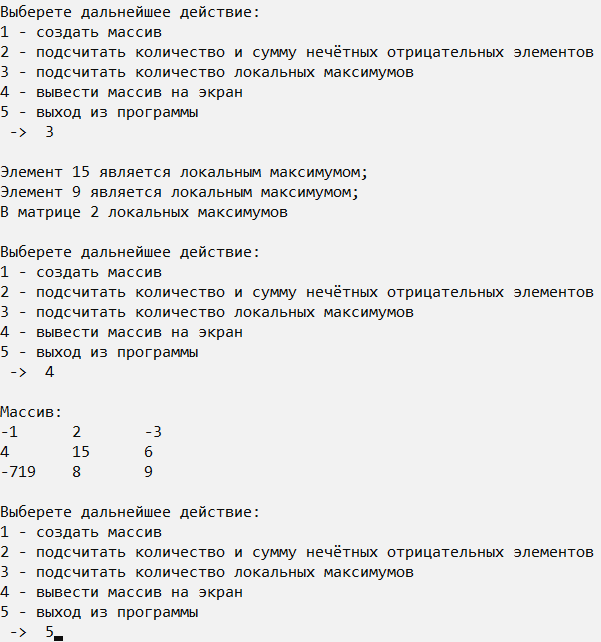 Выберете дальнейшее действие:
1 - создать массив
2 - подсчитать количество и сумму нечётных отрицательных элементов
3 - подсчитать количество локальных максимумов
4 - вывести массив на экран
5 - выход из программы
-> 3
Элемент 15 является локальным максимумом;
Элемент 9 является локальным максимумом;
В матрице 2 локальных максимумов
Выберете дальнейшее действие:
1 - создать массив
2 - подсчитать количество и сумму нечётных отрицательных элементов
3 - подсчитать количество локальных максимумов
4 - вывести массив на экран
5 - выход из программы
-> 4
Массив:
-1 2 -3
4 15 6
-719 8 9
Выберете дальнейшее действие:
1 - создать массив
2 - подсчитать количество и сумму нечётных отрицательных элементов
3 - подсчитать количество локальных максимумов
4 - вывести массив на экран
5 - выход из программы
-> 5